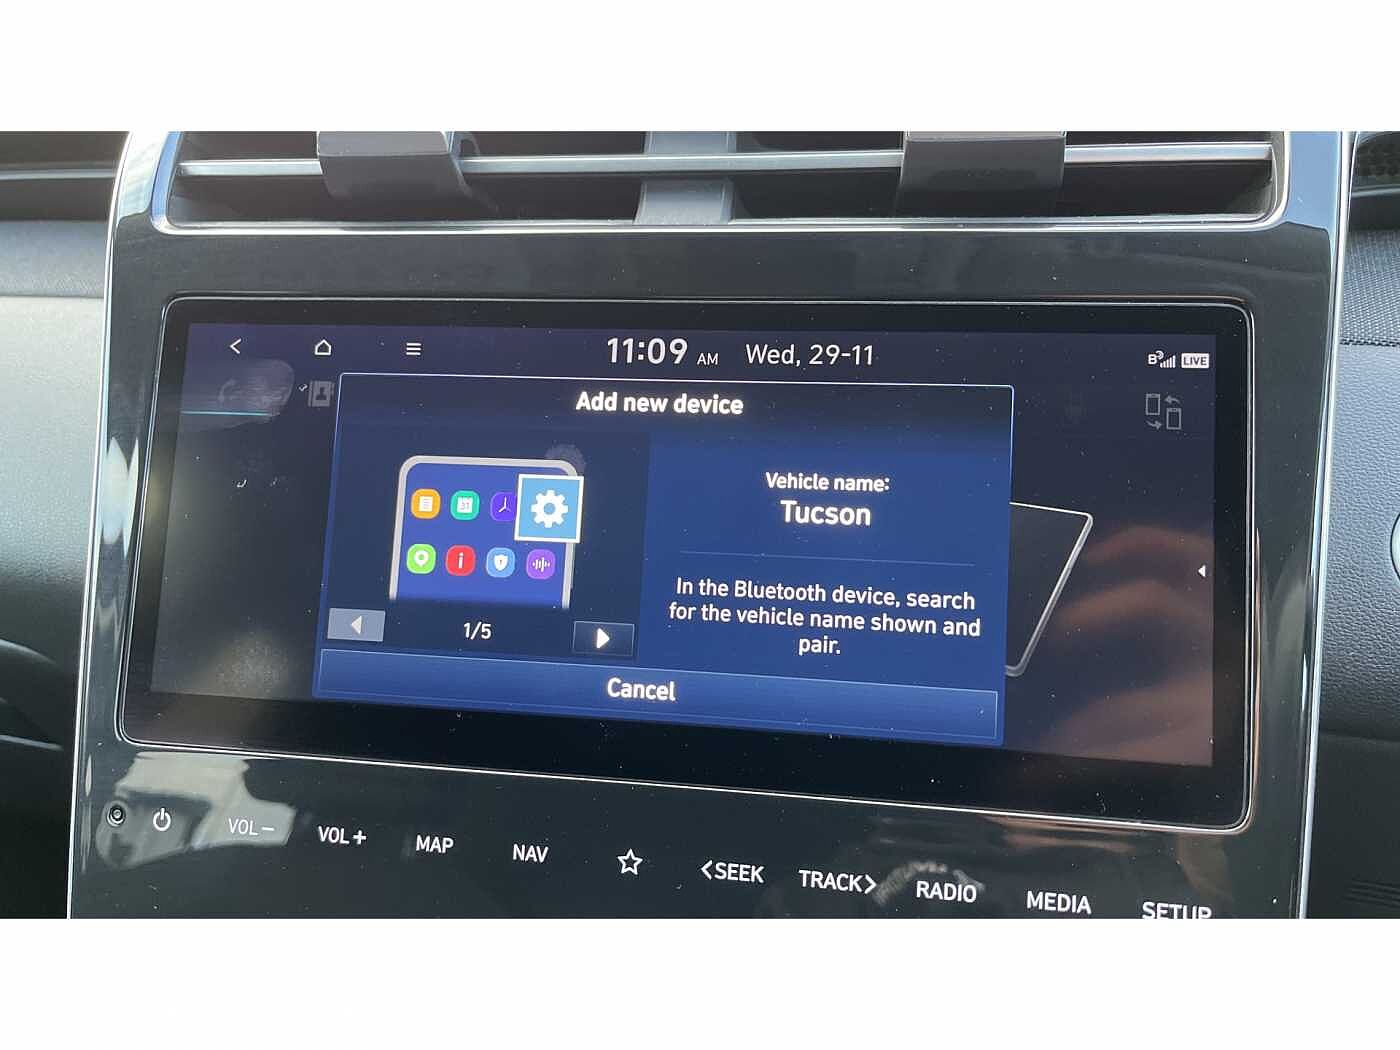 11:09 AM Wed, 29-11
LIVE
Add new device
31
Vehicle name:
Tucson
In the Bluetooth device, search
for the vehicle name shown and
pair.
1/5
Cancel
VOL−
VOL+
MAP
NAV
<SEEK
TRACK>
RADIO
MEDIA
SETUP